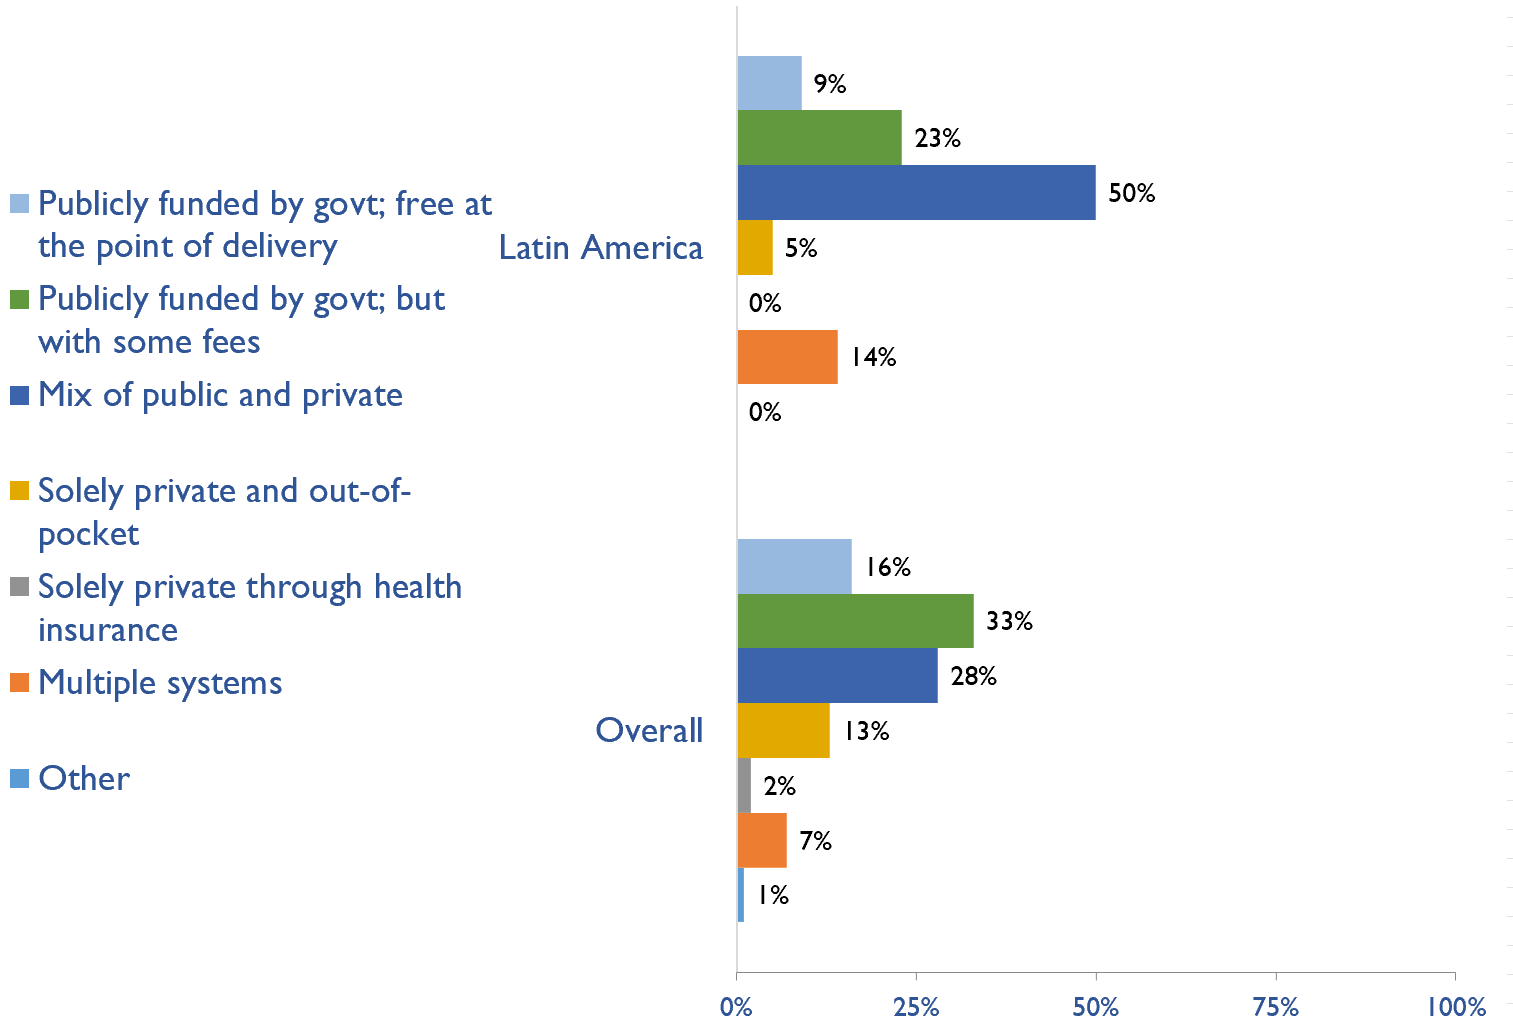 Publicly funded by govt; free at
the point of delivery
Publicly funded by govt; but
with some fees
Mix of public and private
Solely private and out-of-
pocket
Solely private through health
insurance
Multiple systems
Other
Latin America
9%
23%
50%
5%
0%
14%
0%
Overall
16%
33%
28%
13%
2%
7%
1%
0% 25% 50% 75% 100%